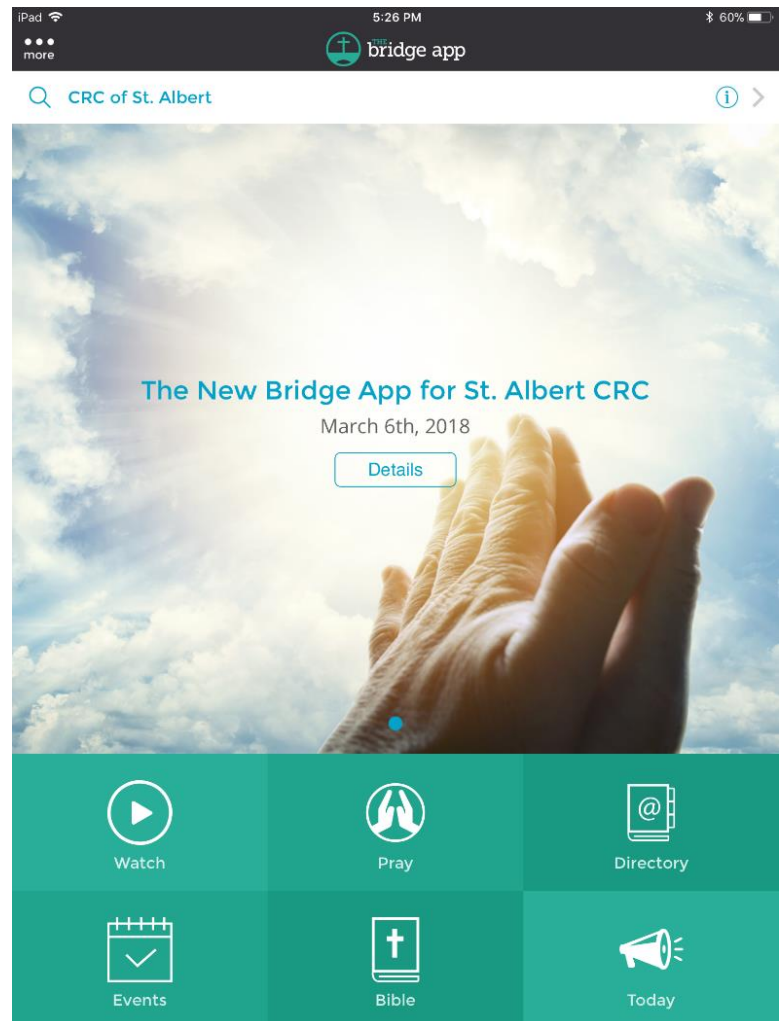 iPad 5:26 PM 60%
more THE bridge app
CRC of St. Albert
The New Bridge App for St. Albert CRC
March 6th, 2018
Details
@
Watch Pray Directory
Events Bible Today